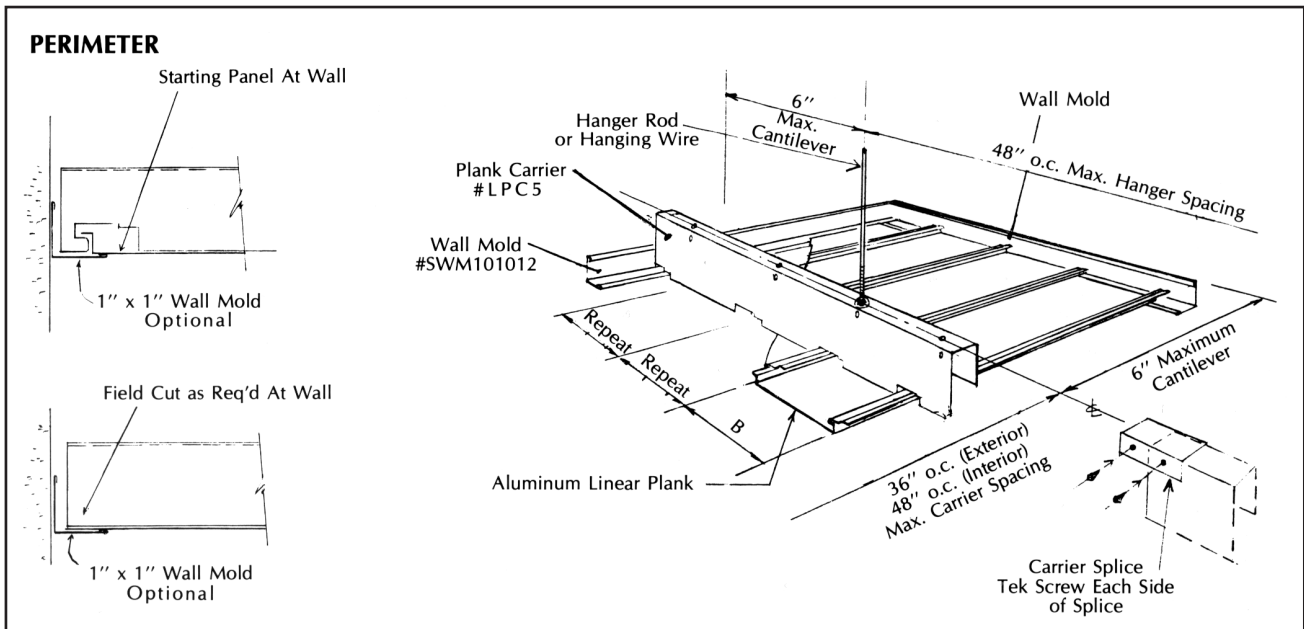 PERIMETER
Starting Panel At Wall
1" x 1" Wall Mold
Optional
Field Cut as Req'd At Wall
1" x 1" Wall Mold
Optional
6"
Max.
Cantilever
Hanger Rod
or Hanging Wire
Wall Mold
48" o.c. Max. Hanger Spacing
Plank Carrier
#LPC5
Wall Mold
#SWM101012
Repeat
Repeat
B
6" Maximum
Cantilever
Aluminum Linear Plank
36" o.c. (Exterior)
48" o.c. (Interior)
Max. Carrier Spacing
Carrier Splice
Tek Screw Each Side
of Splice